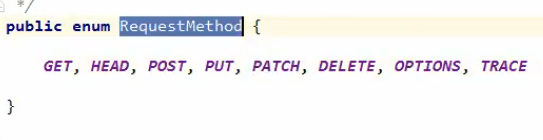 */
public enum RequestMethod {
GET, HEAD, POST, PUT, PATCH, DELETE, OPTIONS, TRACE
}